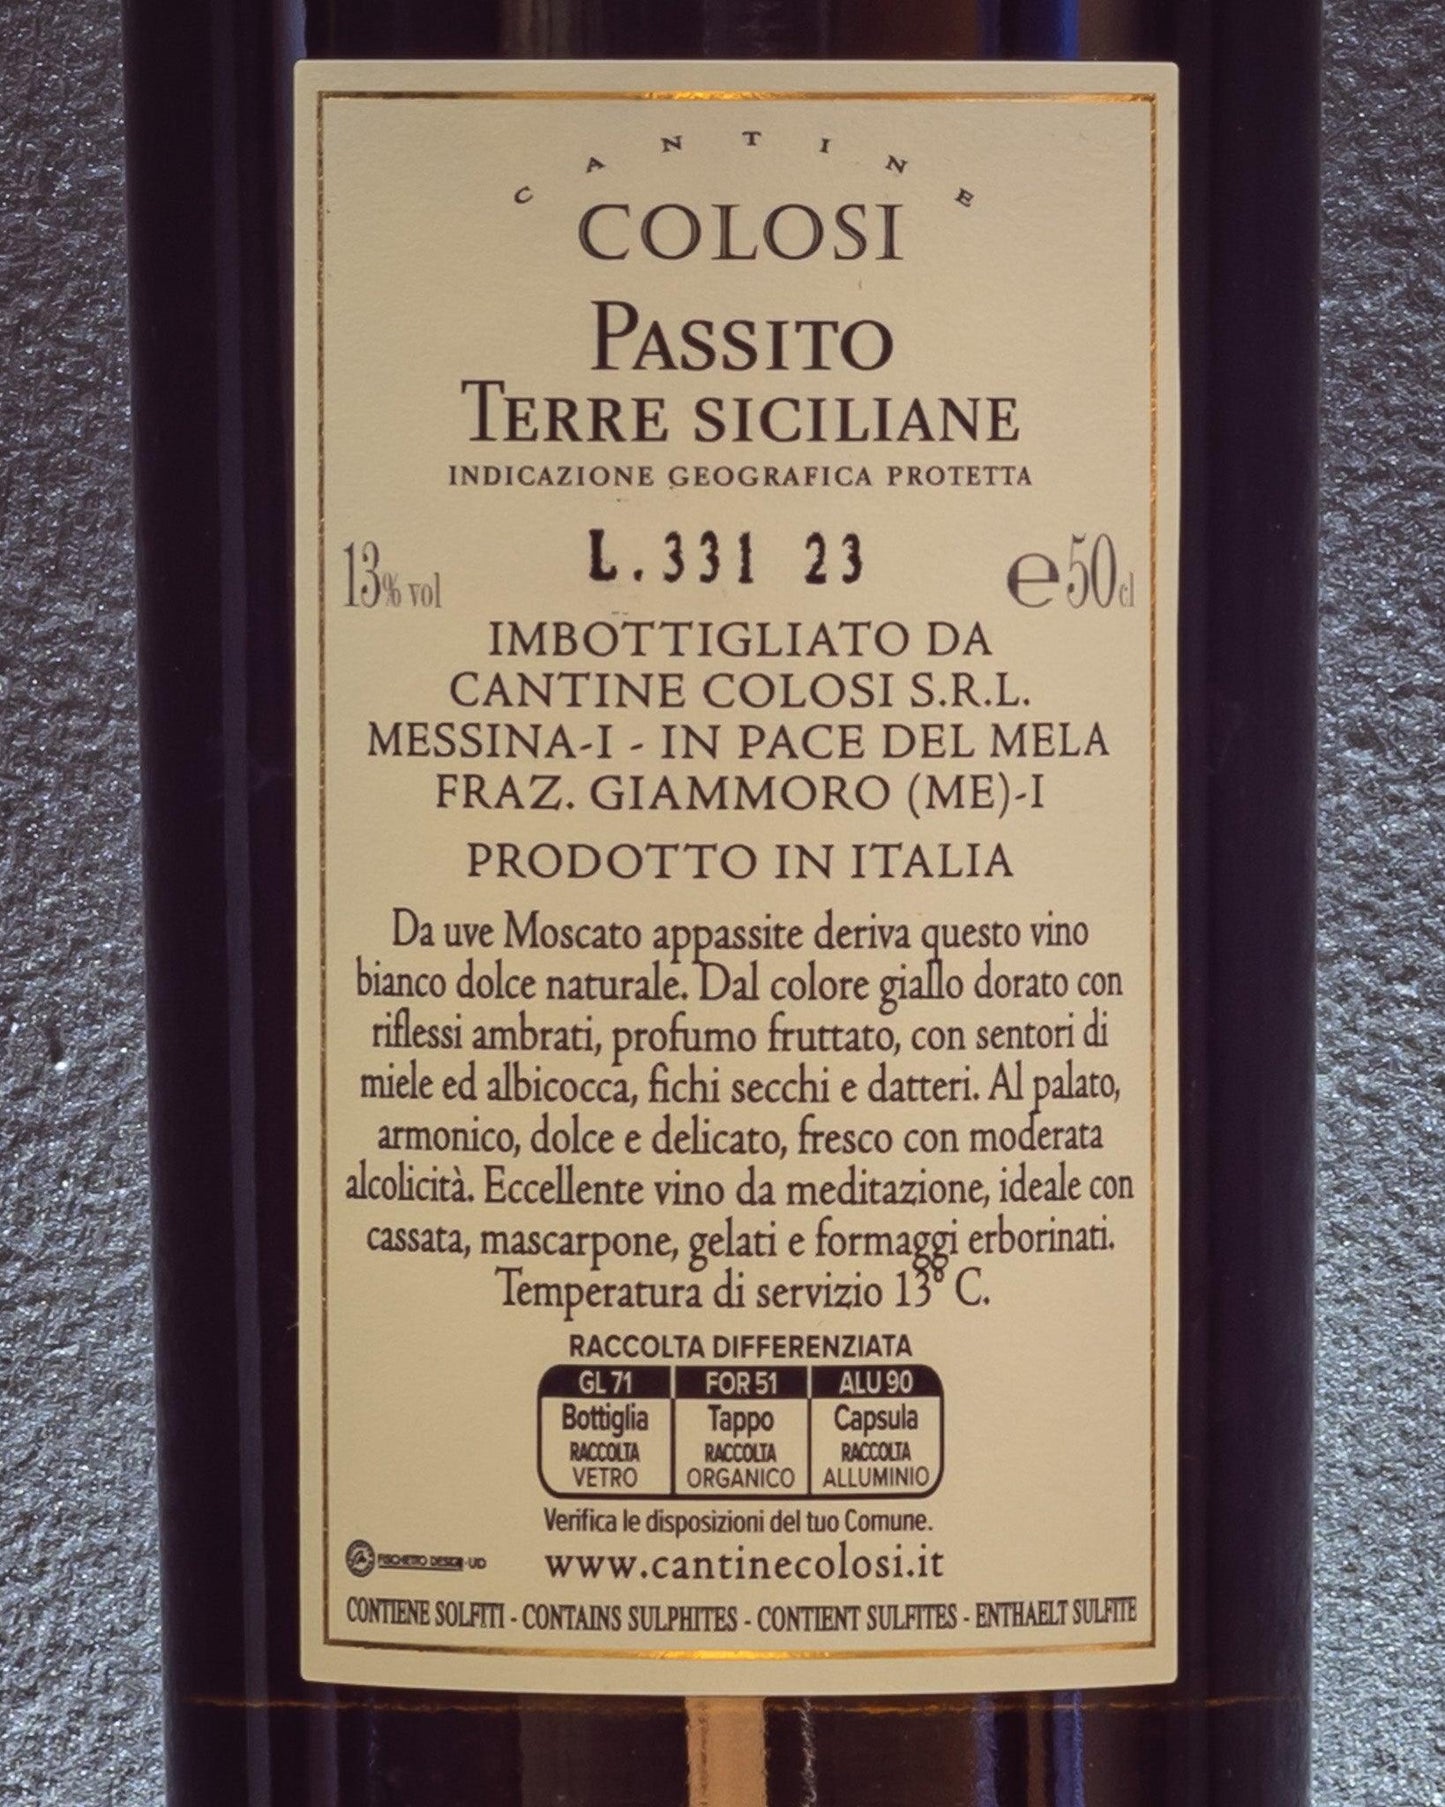 CANTINE
COLOSI
PASSITO
TERRE SICILIANE
INDICAZIONE GEOGRAFICA PROTETTA
13% vol L. 331 23 e50cl
IMBOTTIGLIATO DA
CANTINE COLOSI S.R.L.
MESSINA-I - IN PACE DEL MELA
FRAZ. GIAMMORO (ME)-I
PRODOTTO IN ITALIA
Da uve Moscato appassite deriva questo vino
bianco dolce naturale. Dal colore giallo dorato con
riflessi ambrati, profumo fruttato, con sentori di
miele ed albicocca, fichi secchi e datteri. Al palato,
armonico, dolce e delicato, fresco con moderata
alcolicità. Eccellente vino da meditazione, ideale con
cassata, mascarpone, gelati e formaggi erborinati.
Temperatura di servizio 13° C.
RACCOLTA DIFFERENZIATA
GL 71 FOR 51 ALU 90
Bottiglia Tappo Capsula
RACCOLTA RACCOLTA RACCOLTA
VETRO ORGANICO ALLUMINIO
Verifica le disposizioni del tuo Comune.
FISCHETTO DESIGN-UD www.cantinecolosi.it
CONTIENE SOLFITI - CONTAINS SULPHITES - CONTIENT SULFITES - ENTHAELT SULFITE